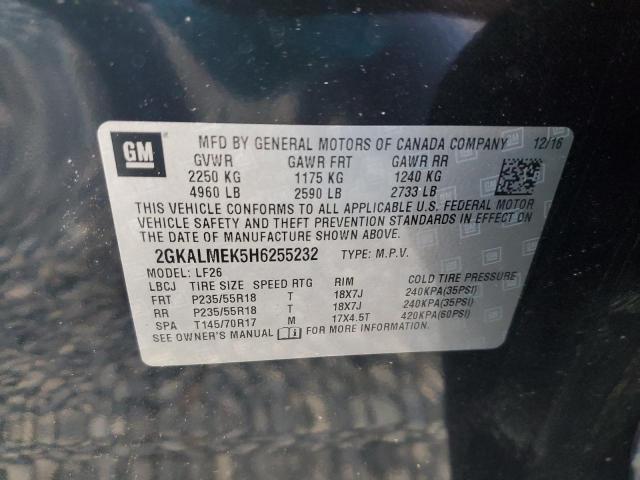 GM
MFD BY GENERAL MOTORS OF CANADA COMPANY 12/16
GVWR GAWR FRT GAWR RR
2250 KG 1175 KG 1240 KG
4960 LB 2590 LB 2733 LB
THIS VEHICLE CONFORMS TO ALL APPLICABLE U.S. FEDERAL MOTOR
VEHICLE SAFETY AND THEFT PREVENTION STANDARDS IN EFFECT ON
THE DATE OF MANUFACTURE SHOWN ABOVE.
2GKALMEK5H6255232 TYPE: M.P.V.
MODEL: LF26
LBCJ TIRE SIZE SPEED RTG RIM COLD TIRE PRESSURE
FRT P235/55R18 T 18X7J 240KPA(35PSI)
RR P235/55R18 T 18X7J 240KPA(35PSI)
SPA T145/70R17 M 17X4.5T 420KPA(60PSI)
SEE OWNER'S MANUAL FOR MORE INFORMATION